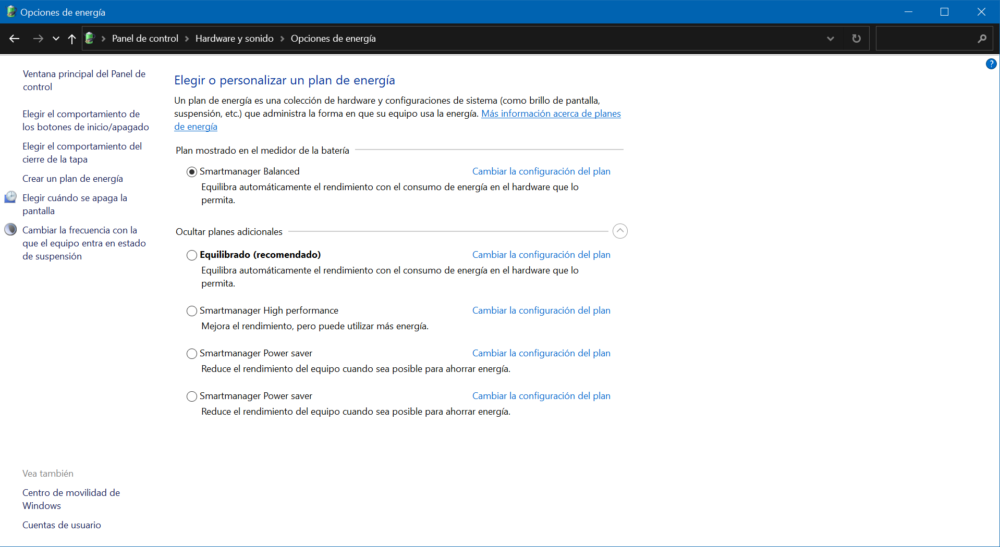 Opciones de energía
Panel de control > Hardware y sonido > Opciones de energía
Ventana principal del Panel de
control
Elegir el comportamiento de
los botones de inicio/apagado
Elegir el comportamiento del
cierre de la tapa
Crear un plan de energía
Elegir cuándo se apaga la
pantalla
Cambiar la frecuencia con la
que el equipo entra en estado
de suspensión
Elegir o personalizar un plan de energía
Un plan de energía es una colección de hardware y configuraciones de sistema (como brillo de pantalla,
suspensión, etc.) que administra la forma en que su equipo usa la energía. Más información acerca de planes
de energía
Plan mostrado en el medidor de la batería
Smartmanager Balanced Cambiar la configuración del plan
Equilibra automáticamente el rendimiento con el consumo de energía en el hardware que lo
permita.
Ocultar planes adicionales
Equilibrado (recomendado) Cambiar la configuración del plan
Equilibra automáticamente el rendimiento con el consumo de energía en el hardware que lo
permita.
Smartmanager High performance Cambiar la configuración del plan
Mejora el rendimiento, pero puede utilizar más energía.
Smartmanager Power saver Cambiar la configuración del plan
Reduce el rendimiento del equipo cuando sea posible para ahorrar energía.
Smartmanager Power saver Cambiar la configuración del plan
Reduce el rendimiento del equipo cuando sea posible para ahorrar energía.
Vea también
Centro de movilidad de
Windows
Cuentas de usuario